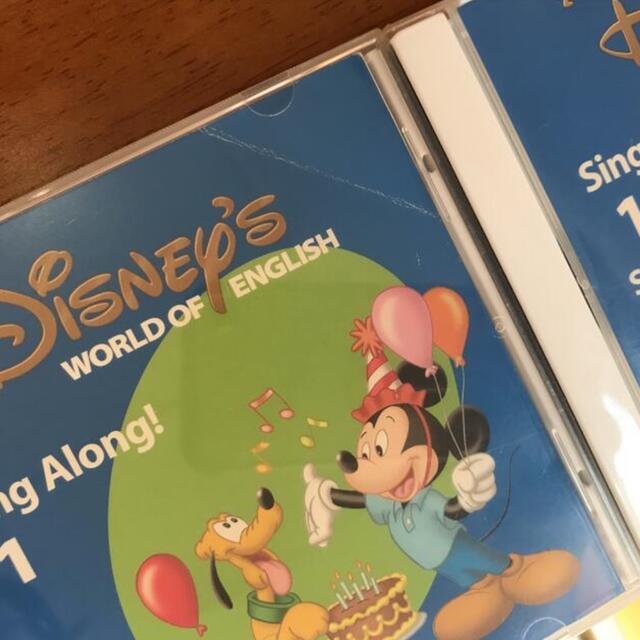 DISNEY'S
WORLD OF ENGLISH
ng Along!
1
Sing
1
S